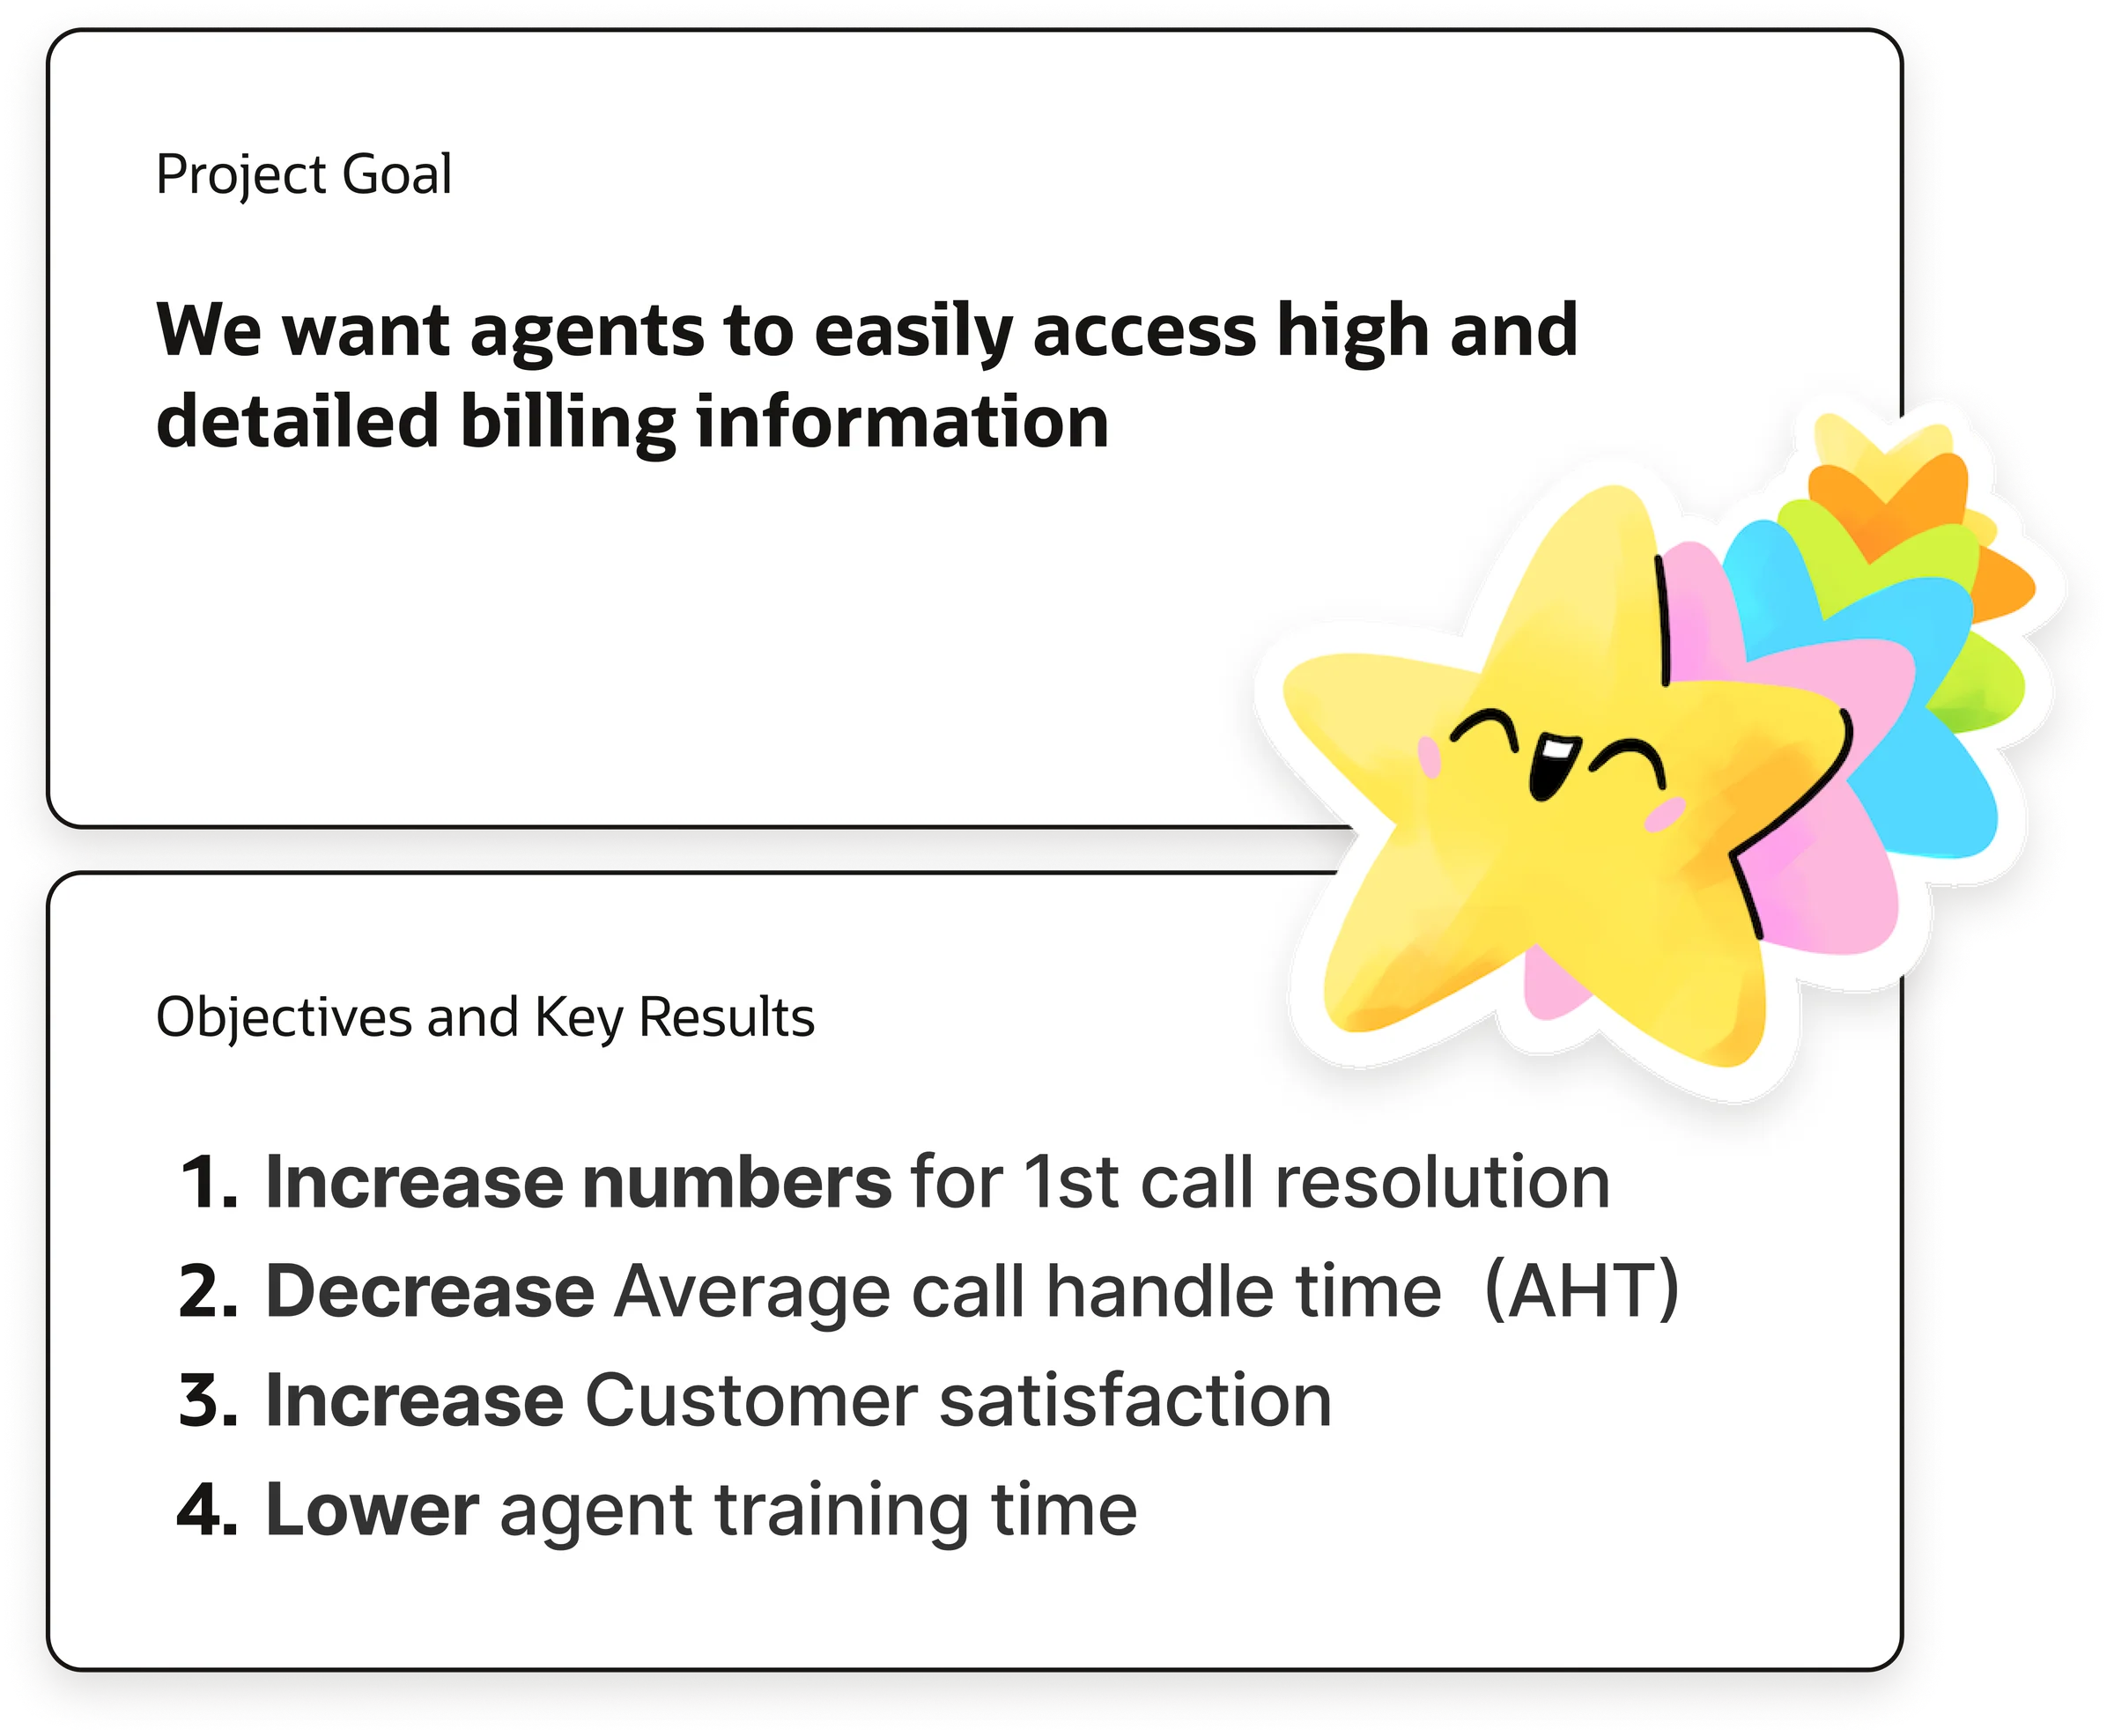 Project Goal
We want agents to easily access high and
detailed billing information
Objectives and Key Results
1. Increase numbers for 1st call resolution
2. Decrease Average call handle time  (AHT)
3. Increase Customer satisfaction
4. Lower agent training time